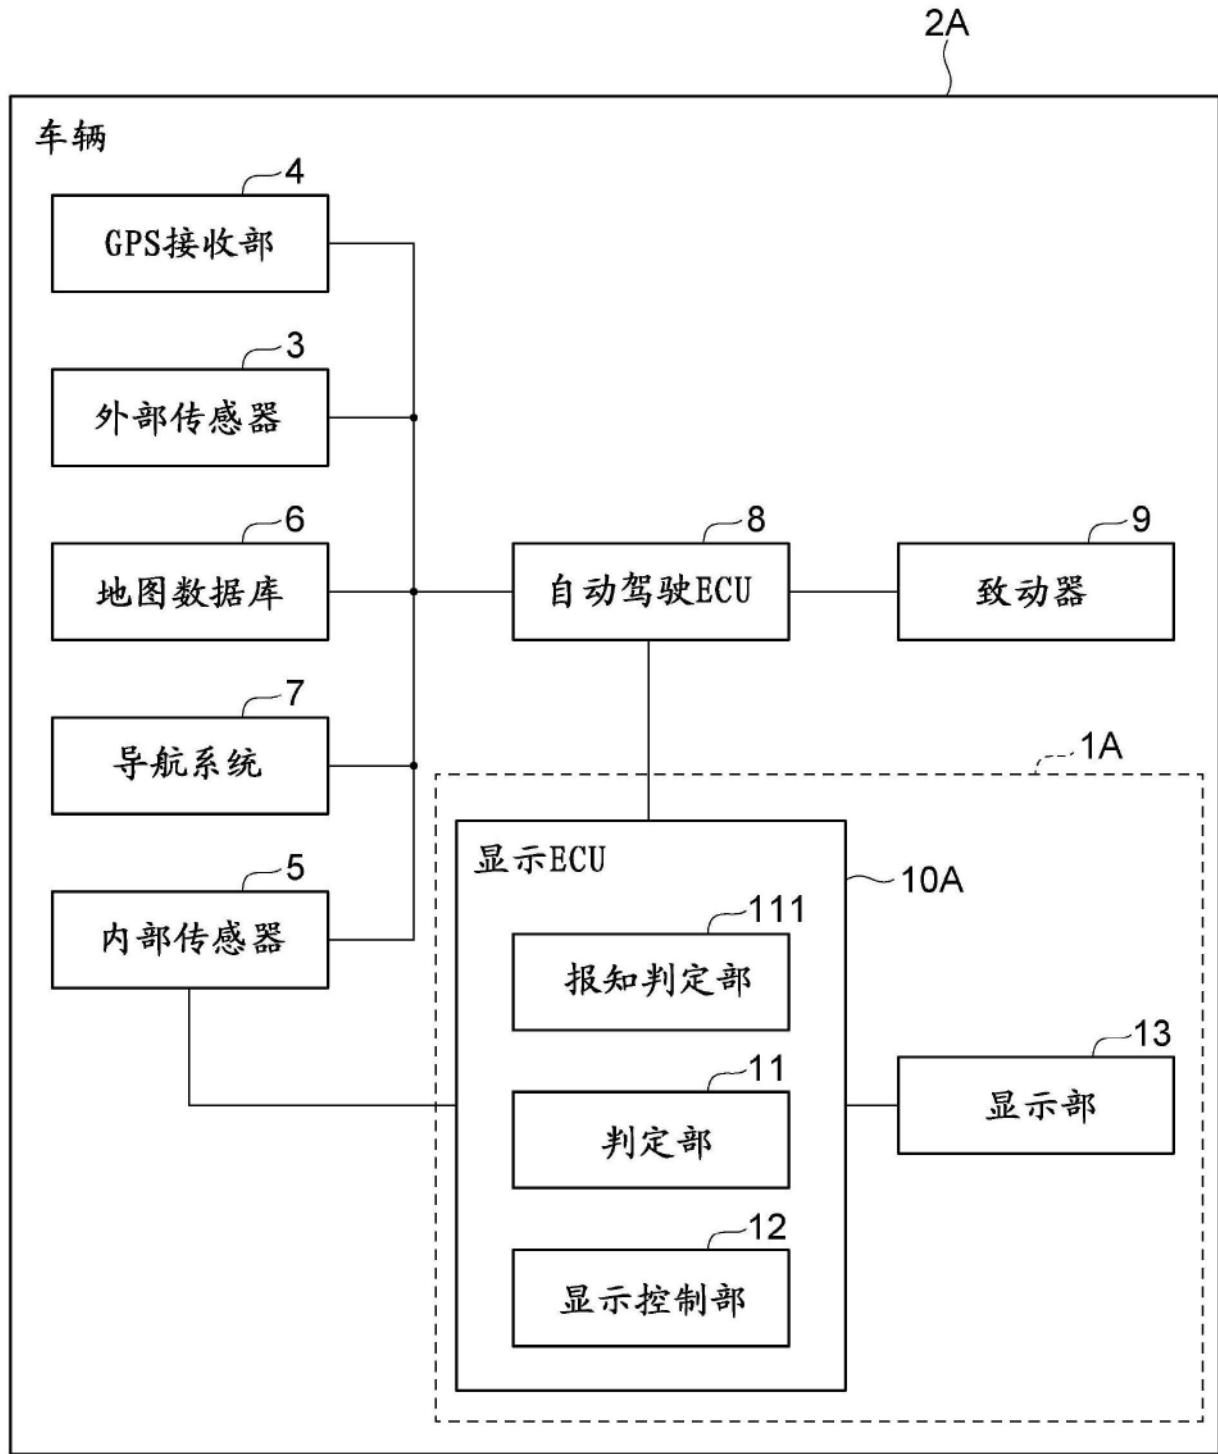 2A
车辆
4
GPS接收部
3
外部传感器
6
地图数据库
8
自动驾驶ECU
9
致动器
7
导航系统
1A
5
内部传感器
显示ECU
10A
111
报知判定部
13
显示部
11
判定部
12
显示控制部